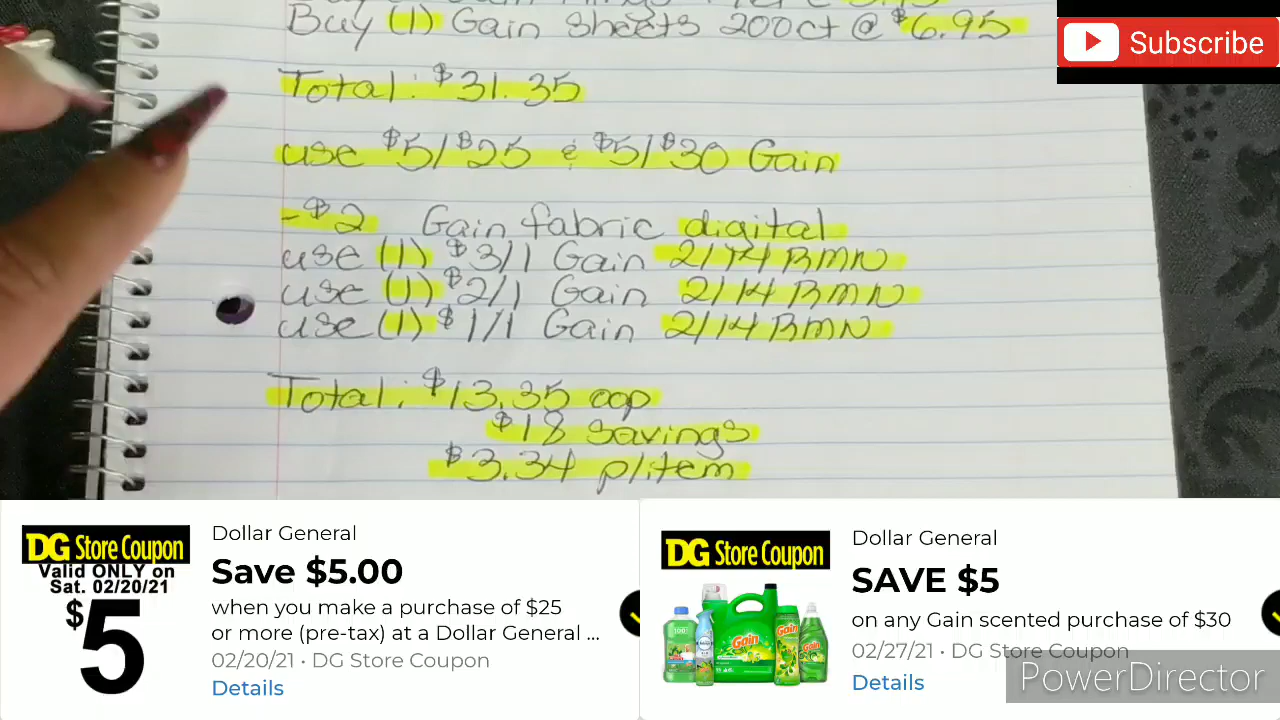 Buy (1) Gain Sheets 200ct @ $6.95
Subscribe
Total: $31.35
use $5/$25 & $5/$30 Gain
-$2 Gain fabric digital
use (1) $3/1 Gain 2/14 RMN
use (1) $2/1 Gain 2/14 RMN
use (1) $1/1 Gain 2/14 RMN
Total: $13.35 oop
$18 savings
$3.34 p/item
DG Store Coupon
Valid ONLY on
Sat. 02/20/21
$5
Dollar General
Save $5.00
when you make a purchase of $25
or more (pre-tax) at a Dollar General ...
02/20/21 • DG Store Coupon
Details
DG Store Coupon
Gain
Gain
Dollar General
SAVE $5
on any Gain scented purchase of $30
02/27/21 • DG Store Coupon
Details
PowerDirector